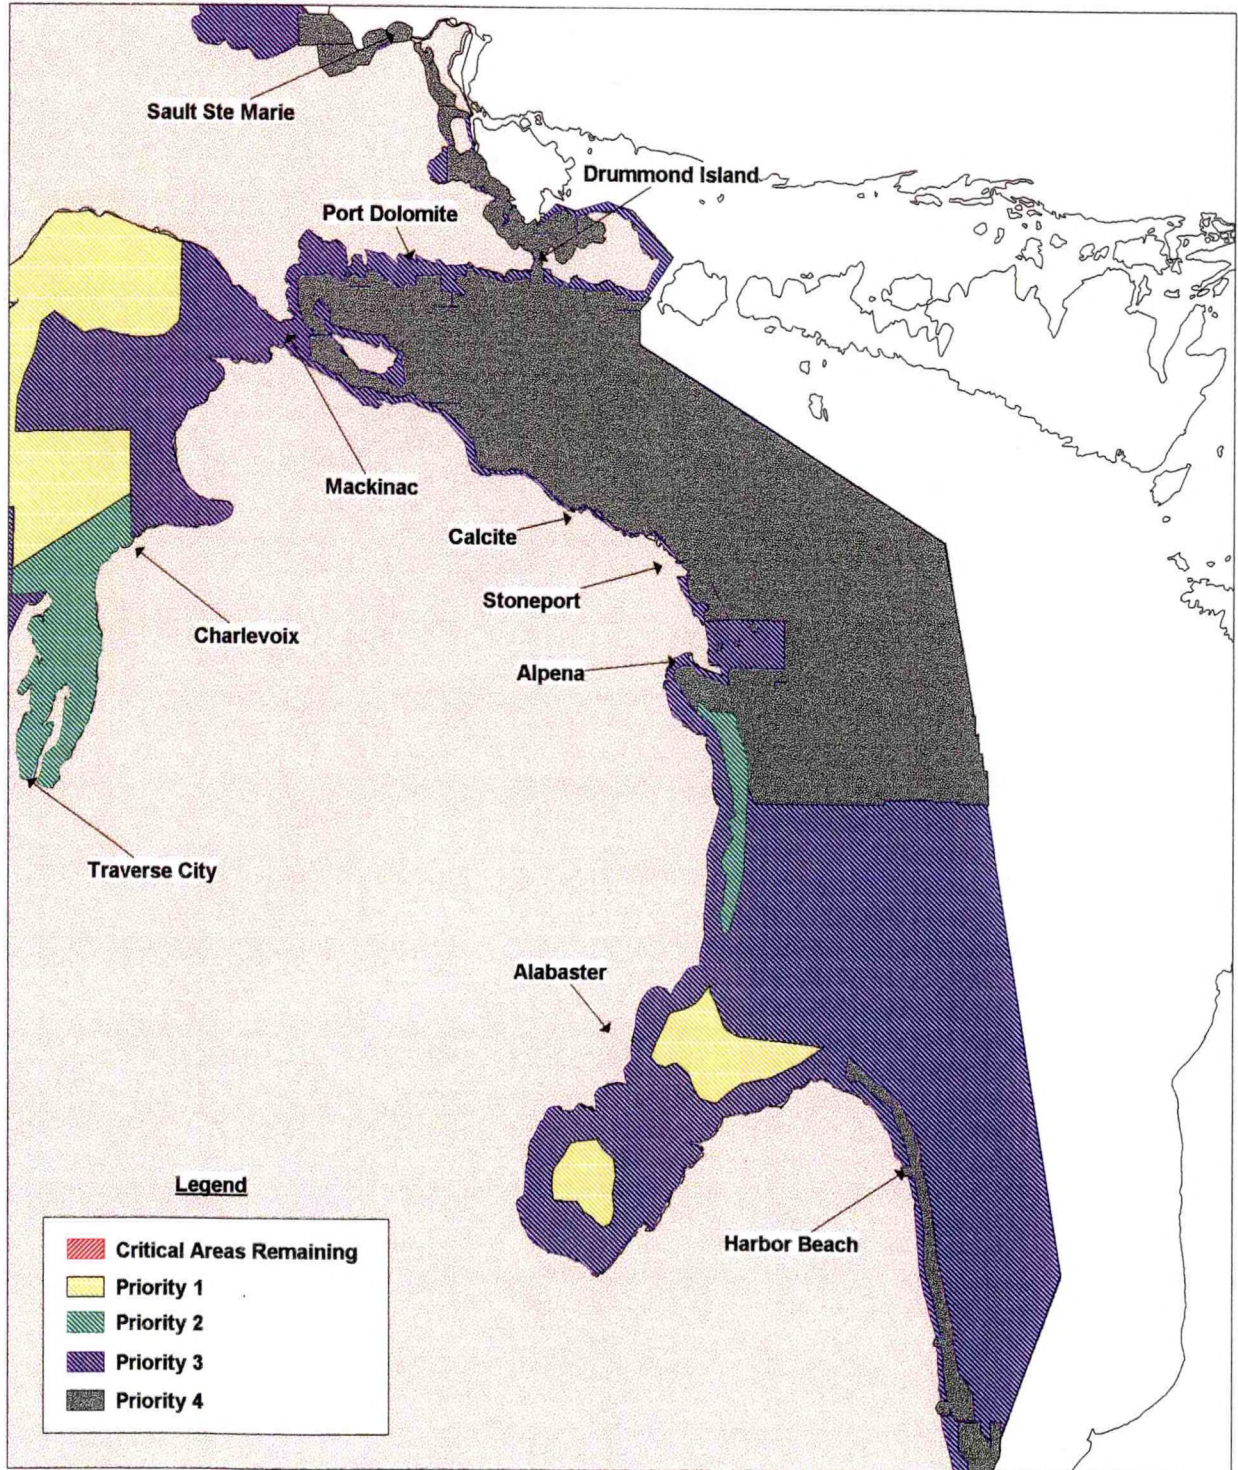 Sault Ste Marie
Drummond Island
Port Dolomite
Mackinac
Calcite
Stoneport
Charlevoix
Alpena
Traverse City
Alabaster
Harbor Beach
Legend
Critical Areas Remaining
Priority 1
Priority 2
Priority 3
Priority 4